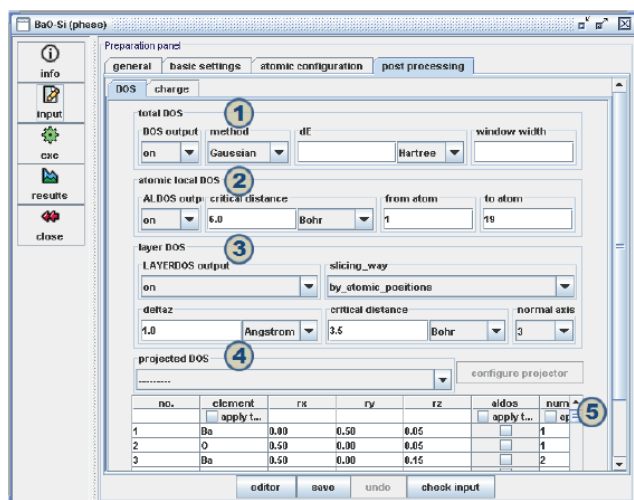 BaO-Si (phase)
Preparation panel
info
input
exe
results
close
general basic settings atomic configuration post processing
DOS charge
total DOS 1
DOS output method dE window width
on Gaussian Hartree
atomic local DOS 2
ALDOS outp critical distance from atom to atom
on 6.0 Bohr 1 19
layer DOS 3
LAYERDOS output slicing_way
on by_atomic_positions
deltaz critical distance normal axis
1.0 Angstrom 3.5 Bohr 3
projected DOS 4
---------- configure projector
no. element rx ry rz aldos num
apply t... apply t... ap 5
1 Ba 0.00 0.50 0.05 1
2 O 0.50 0.00 0.05 1
3 Ba 0.50 0.00 0.15 2
editor save undo check input